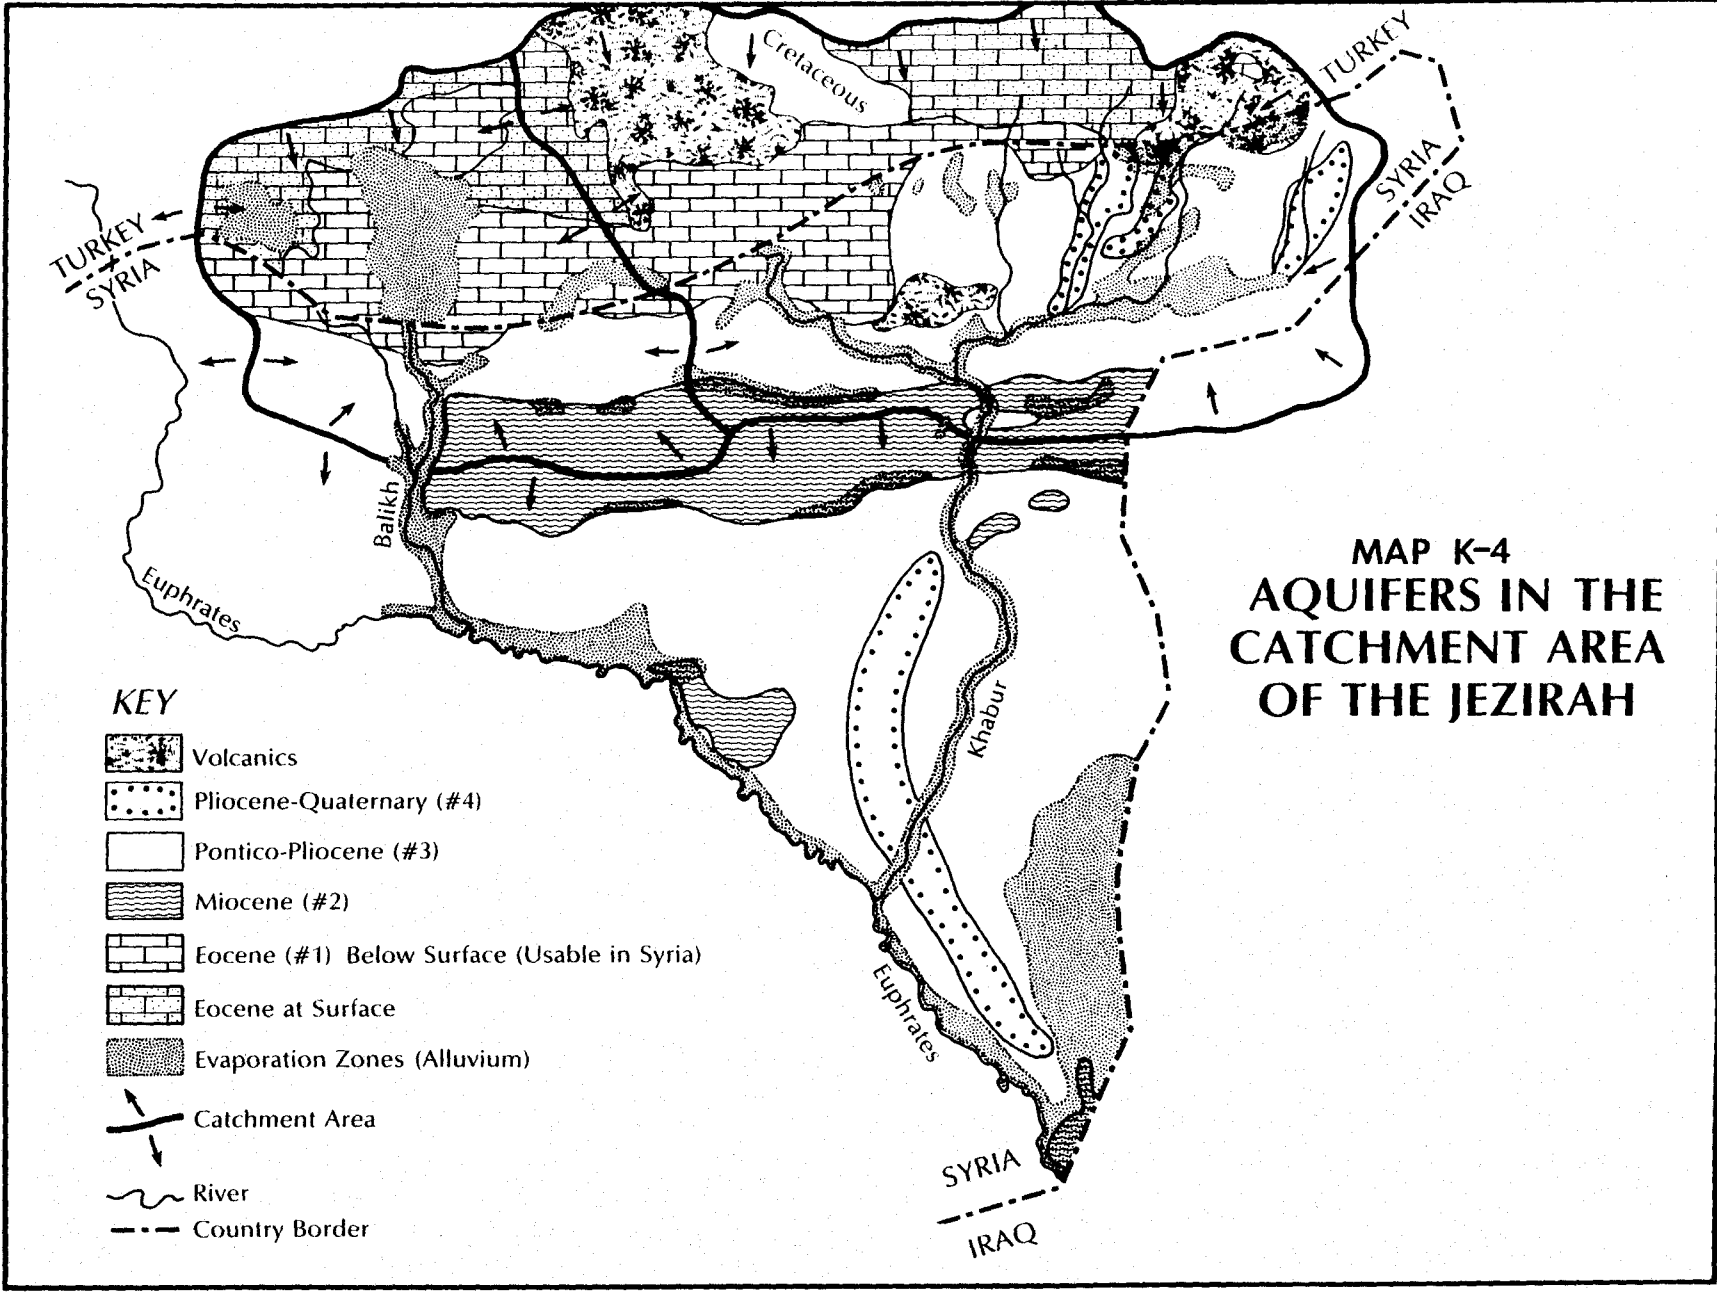 Cretaceous
TURKEY
SYRIA
IRAQ
TURKEY
SYRIA
Balikh
Euphrates
MAP K-4
AQUIFERS IN THE
CATCHMENT AREA
OF THE JEZIRAH
Khabur
KEY
Volcanics
Pliocene-Quaternary (#4)
Pontico-Pliocene (#3)
Miocene (#2)
Eocene (#1) Below Surface (Usable in Syria)
Eocene at Surface
Evaporation Zones (Alluvium)
Catchment Area
River
Country Border
Euphrates
SYRIA
IRAQ